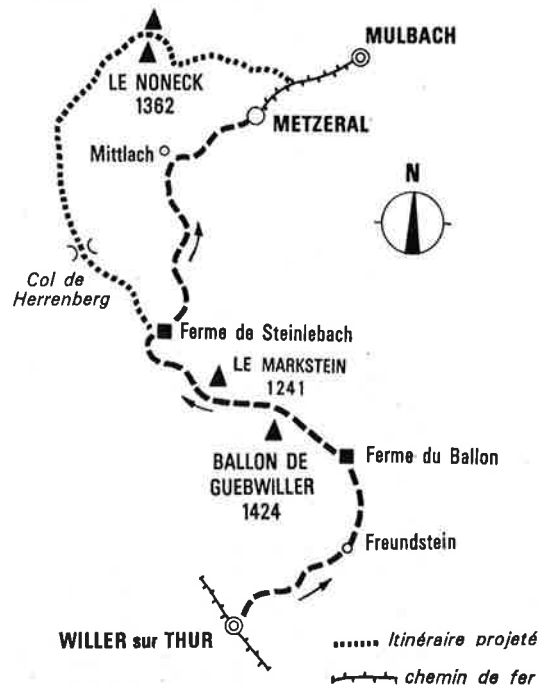 MULBACH
LE NONECK
1362
METZERAL
Mittlach
N
Col de
Herrenberg
Ferme de Steinlebach
LE MARKSTEIN
1241
BALLON DE
GUEBWILLER
1424
Ferme du Ballon
Freundstein
WILLER sur THUR
Itinéraire projeté
chemin de fer